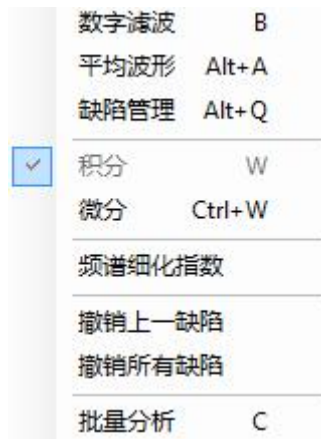 数字滤波 B
平均波形 Alt+A
缺陷管理 Alt+Q
积分 W
微分 Ctrl+W
频谱细化指数
撤销上一缺陷
撤销所有缺陷
批量分析 C